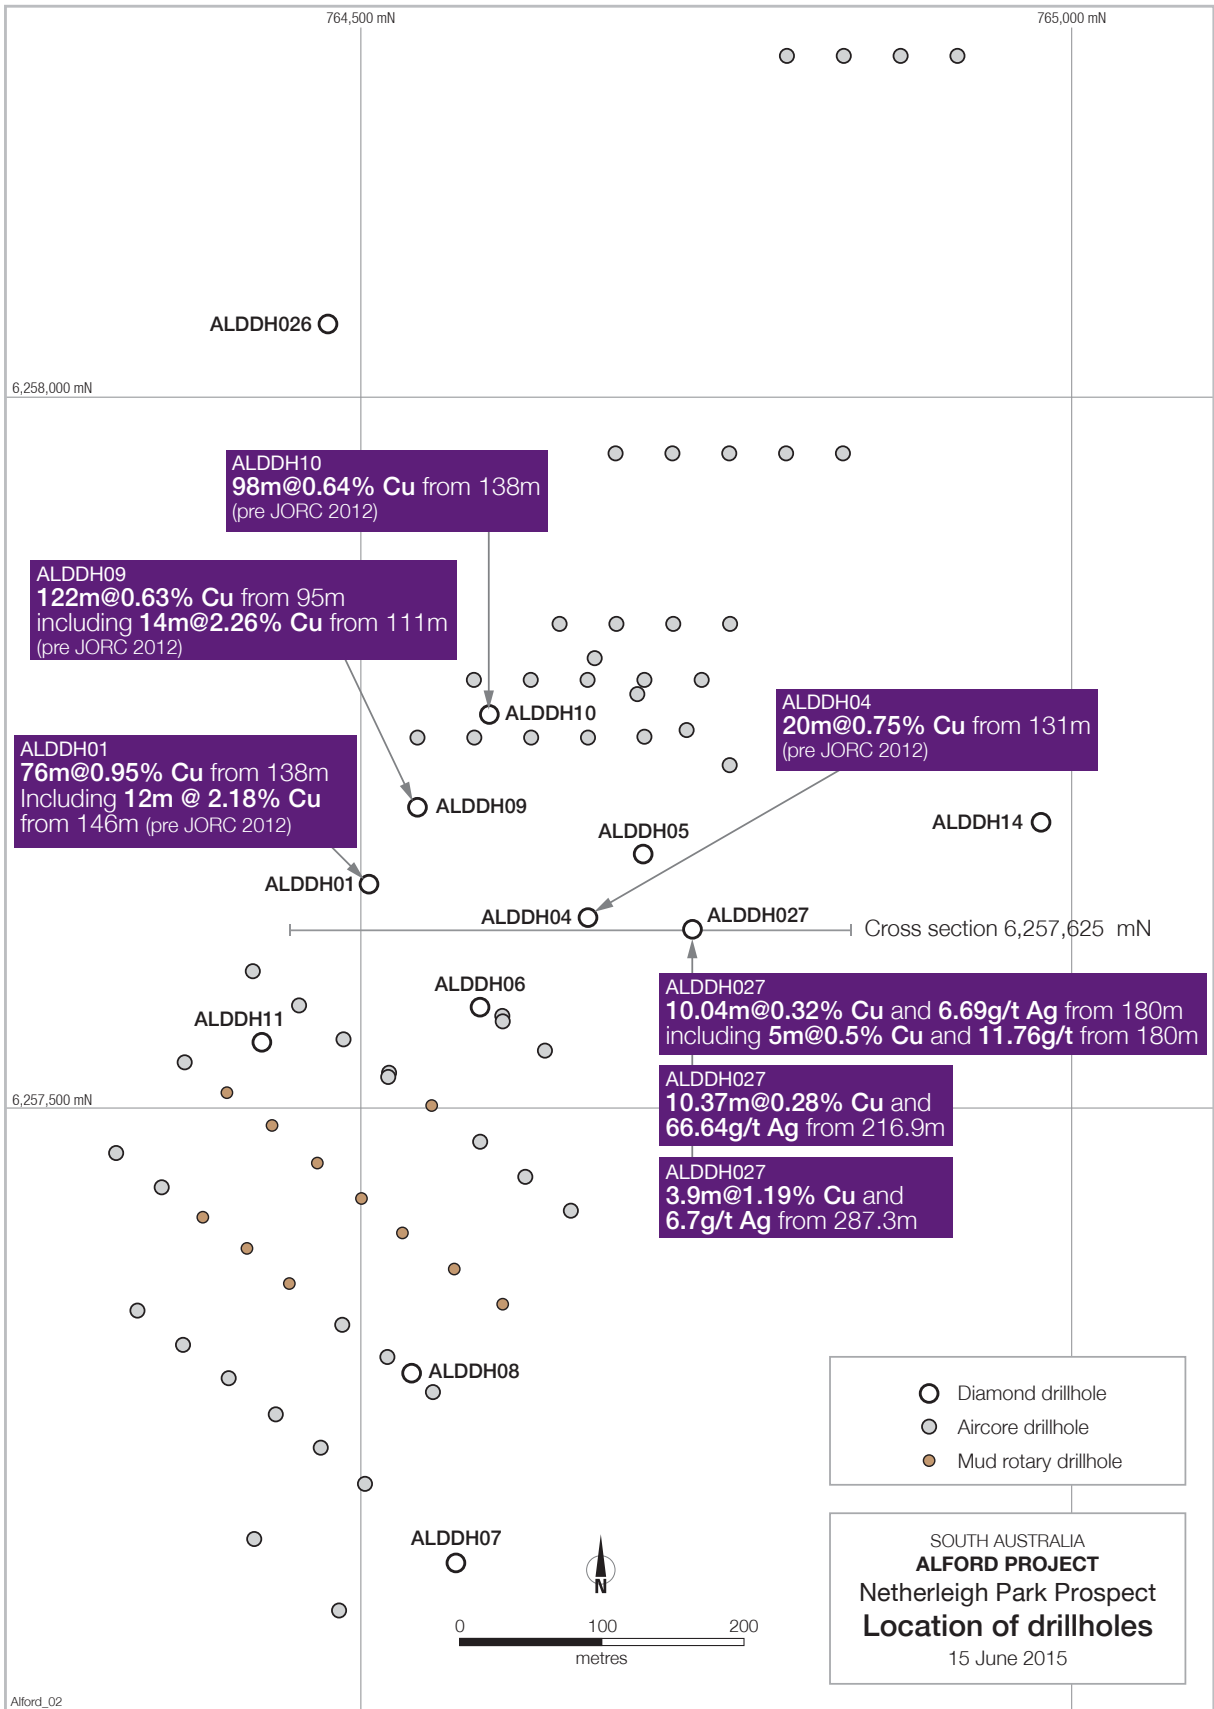 764,500 mN
765,000 mN
ALDDH026
6,258,000 mN
ALDDH10
98m@0.64% Cu from 138m
(pre JORC 2012)
ALDDH09
122m@0.63% Cu from 95m
including 14m@2.26% Cu from 111m
(pre JORC 2012)
ALDDH10
ALDDH04
20m@0.75% Cu from 131m
(pre JORC 2012)
ALDDH01
76m@0.95% Cu from 138m
Including 12m @ 2.18% Cu
from 146m (pre JORC 2012)
ALDDH09
ALDDH14
ALDDH05
ALDDH01
ALDDH04
ALDDH027
Cross section 6,257,625 mN
ALDDH06
ALDDH11
ALDDH027
10.04m@0.32% Cu and 6.69g/t Ag from 180m
including 5m@0.5% Cu and 11.76g/t from 180m
ALDDH027
10.37m@0.28% Cu and
66.64g/t Ag from 216.9m
6,257,500 mN
ALDDH027
3.9m@1.19% Cu and
6.7g/t Ag from 287.3m
ALDDH08
Diamond drillhole
Aircore drillhole
Mud rotary drillhole
ALDDH07
N
0 100 200
metres
SOUTH AUSTRALIA
ALFORD PROJECT
Netherleigh Park Prospect
Location of drillholes
15 June 2015
Alford_02